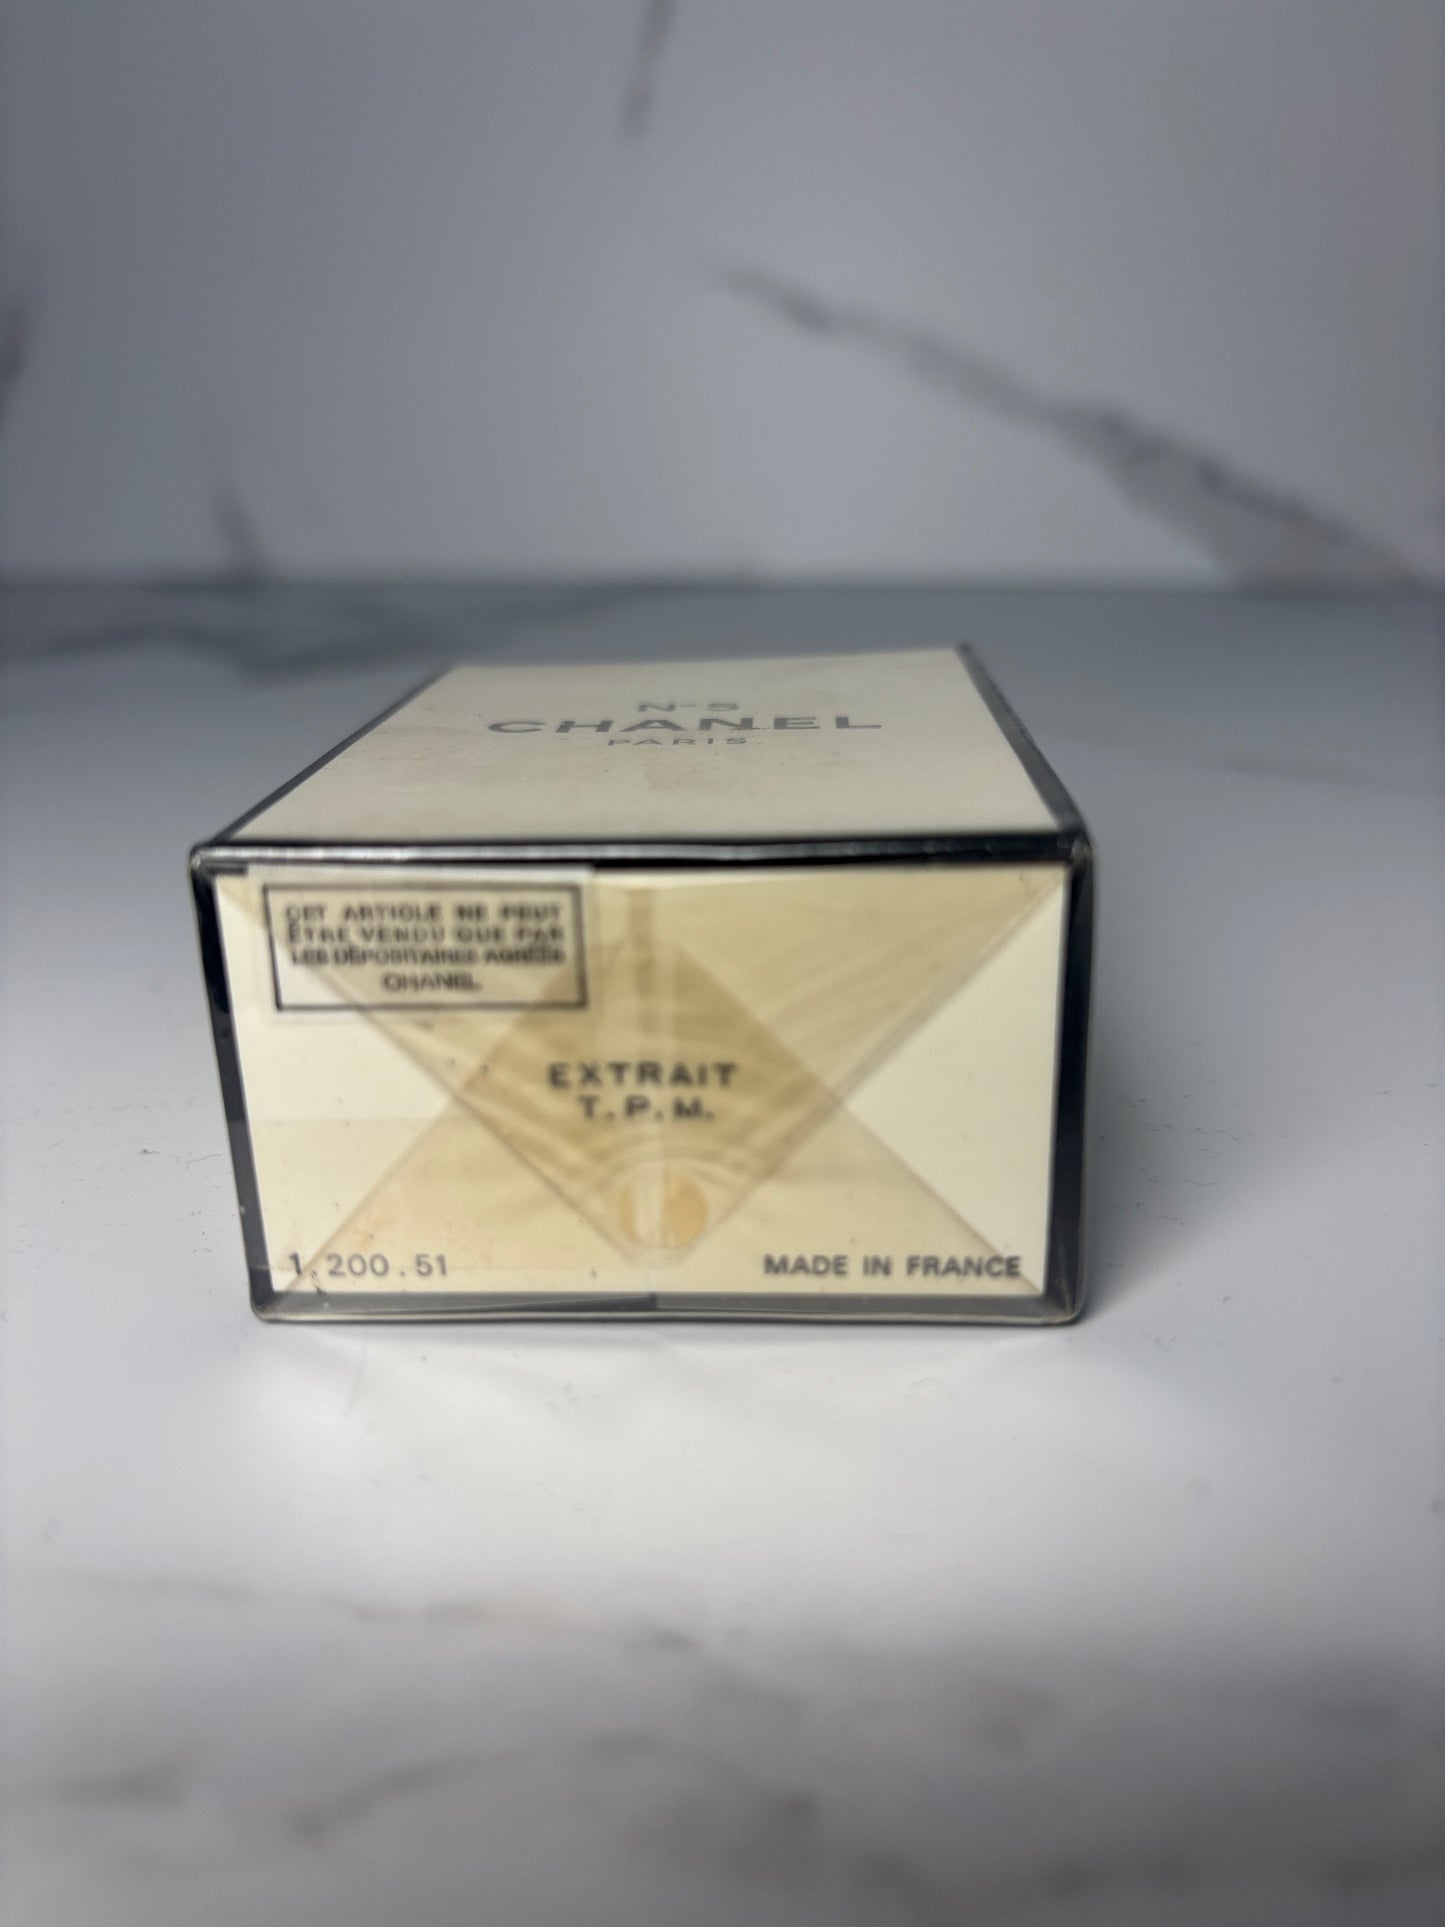 N°5
CHANEL
PARIS
CET ARTICLE NE PEUT
ÊTRE VENDU QUE PAR
LES DÉPOSITAIRES AGRÉÉS
CHANEL
EXTRAIT
T.P.M.
1.200.51
MADE IN FRANCE